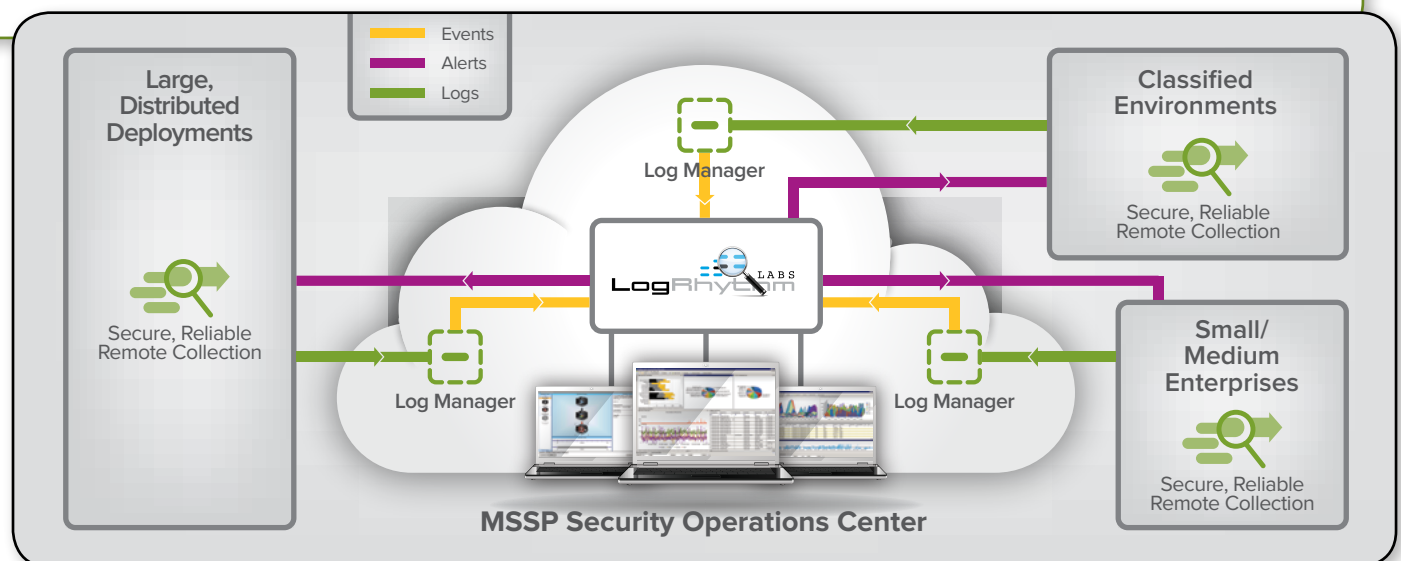 Events
Alerts
Logs
Large,
Distributed
Deployments
Secure, Reliable
Remote Collection
Log Manager
Log Manager
LogRhythm
LABS
Log Manager
MSSP Security Operations Center
Classified
Environments
Secure, Reliable
Remote Collection
Small/
Medium
Enterprises
Secure, Reliable
Remote Collection